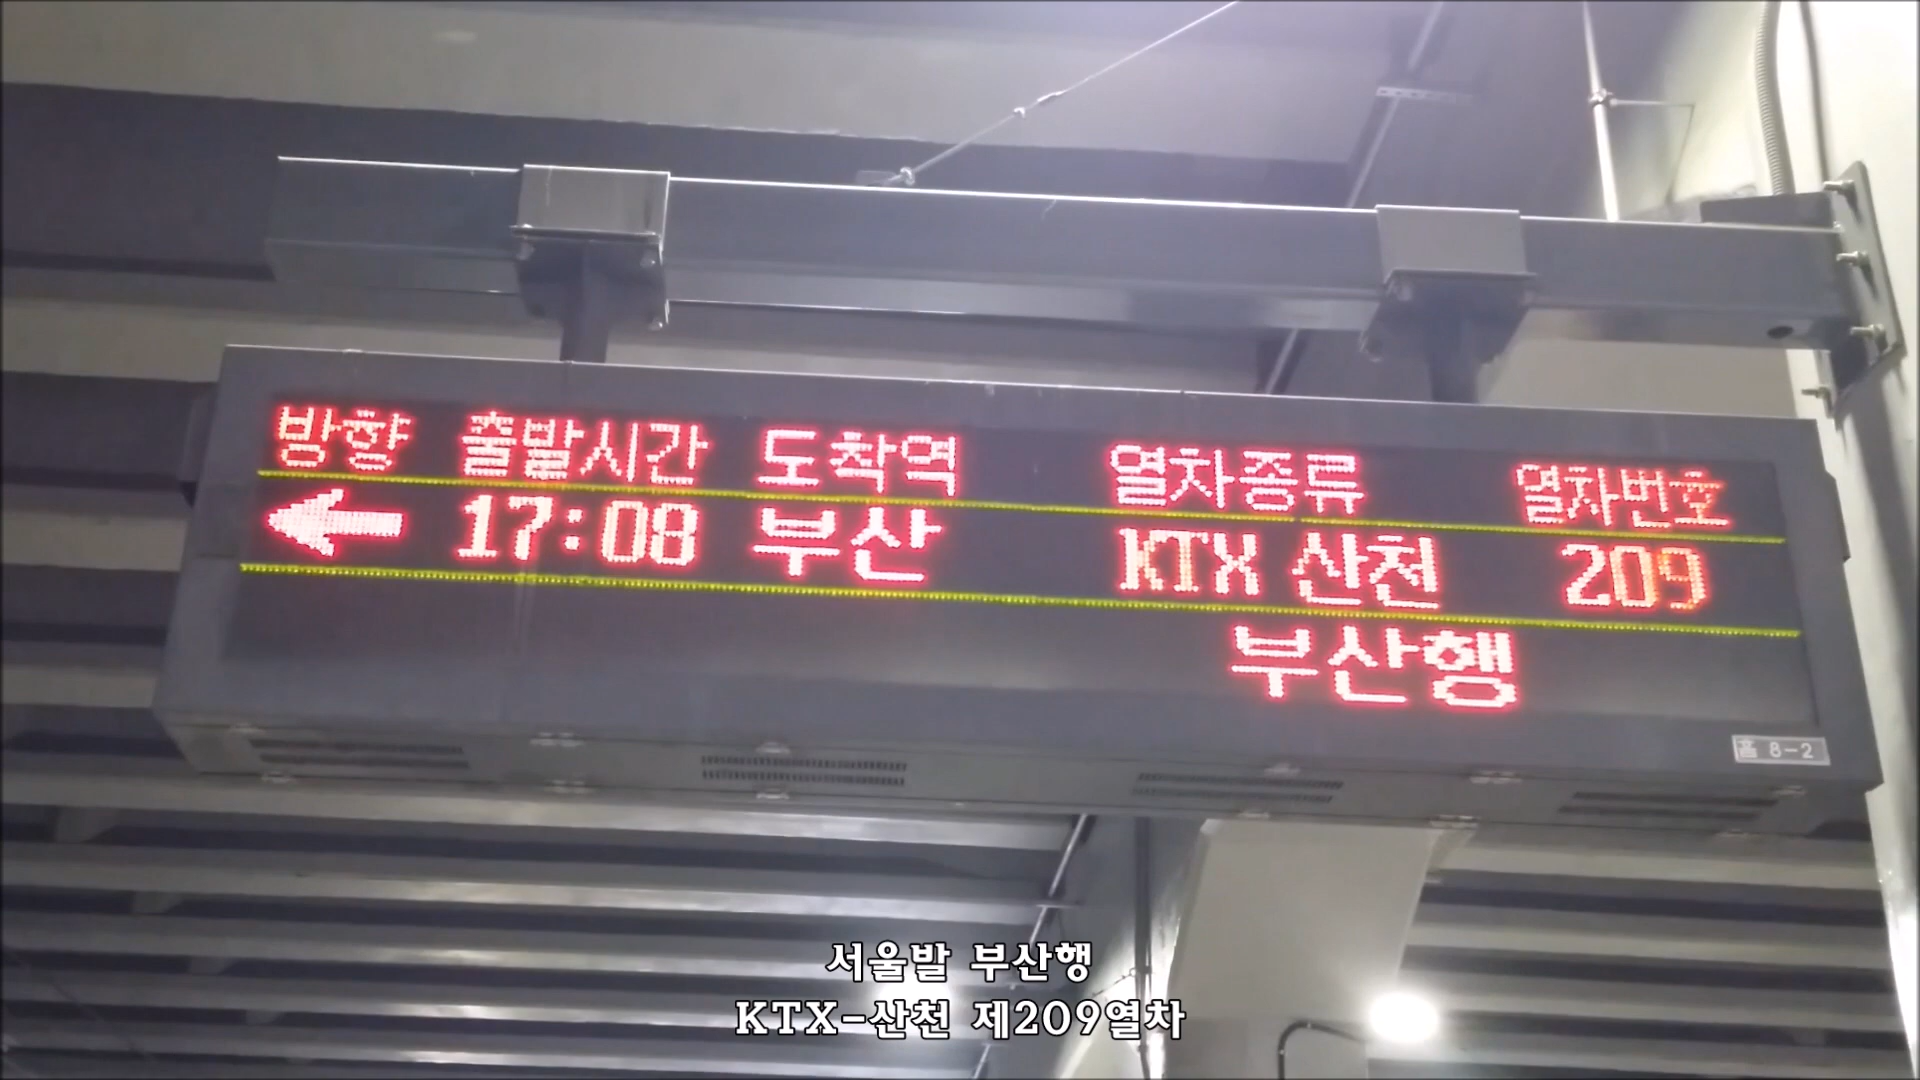 방향 출발시간 도착역 열차종류 열차번호
← 17:08 부산 KTX 산천 209
부산행
홈 8-2
서울발 부산행
KTX-산천 제209열차